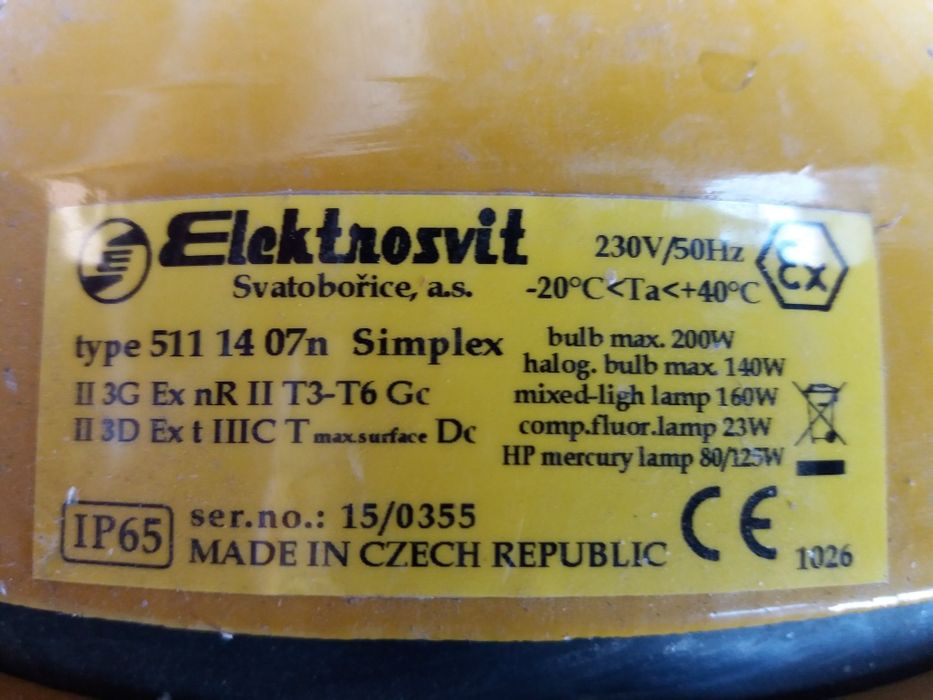 Elektrosvit
Svatobořice, a.s.
230V/50Hz
-20°C<Ta<+40°C
Ex
type 511 14 07n Simplex
II 3G Ex nR II T3-T6 Gc
II 3D Ex t IIIC T max.surface Dc
bulb max. 200W
halog. bulb max. 140W
mixed-ligh lamp 160W
comp.fluor.lamp 23W
HP mercury lamp 80/125W
IP65
ser.no.: 15/0355
MADE IN CZECH REPUBLIC
CE
1026